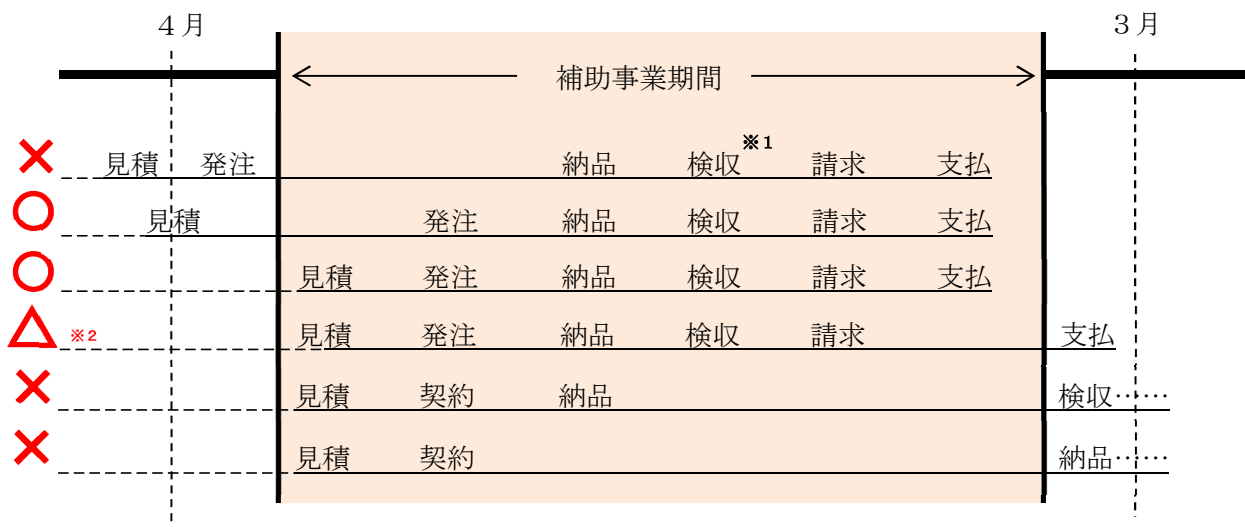 ４月
３月
補助事業期間
× 見積 発注 納品 検収※1 請求 支払
○ 見積 発注 納品 検収 請求 支払
○ 見積 発注 納品 検収 請求 支払
△ ※2 見積 発注 納品 検収 請求 支払
× 見積 契約 納品 検収……
× 見積 契約 納品……